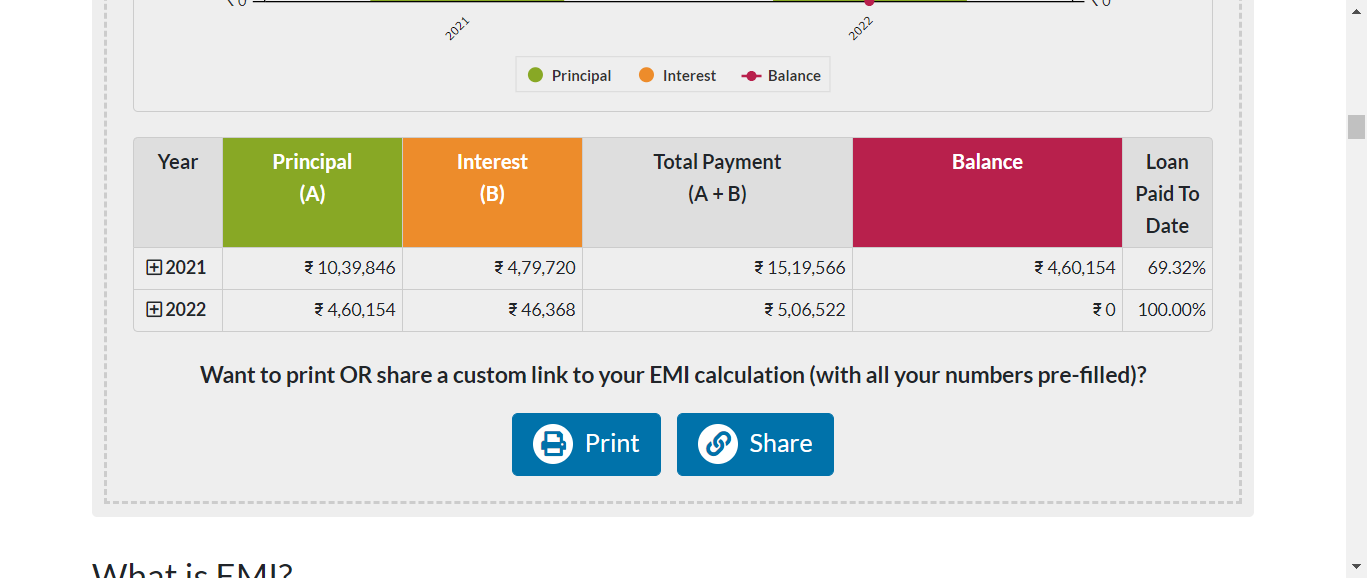 ₹ 0 ₹ 0
2021 2022
Principal Interest Balance
Year Principal Interest Total Payment Balance Loan
(A) (B) (A + B) Paid To
Date
2021 ₹ 10,39,846 ₹ 4,79,720 ₹ 15,19,566 ₹ 4,60,154 69.32%
2022 ₹ 4,60,154 ₹ 46,368 ₹ 5,06,522 ₹ 0 100.00%
Want to print OR share a custom link to your EMI calculation (with all your numbers pre-filled)?
Print Share
What is EMI?